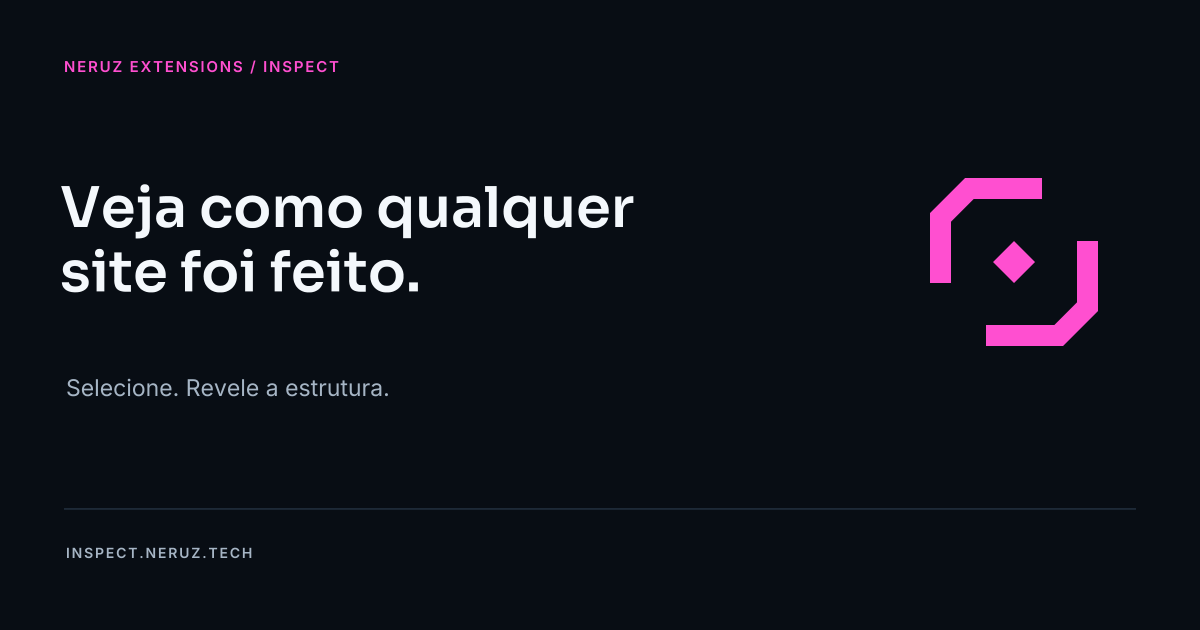 NERUZ EXTENSIONS / INSPECT
Veja como qualquer
site foi feito.
Selecione. Revele a estrutura.
INSPECT.NERUZ.TECH